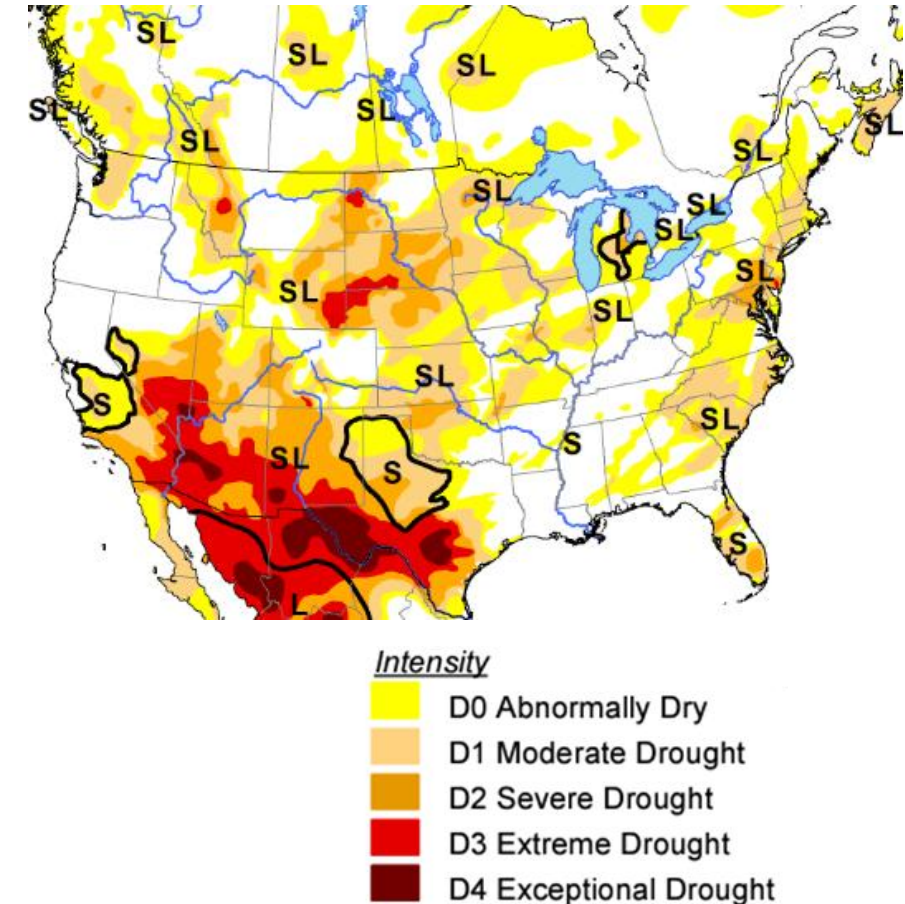 SL
SL
SL
SL
SL
SL
SL
SL
SL
SL
SL
L
SL
SL
SL
SL
SL
S
SL
S
SL
S
S
L
Intensity
D0 Abnormally Dry
D1 Moderate Drought
D2 Severe Drought
D3 Extreme Drought
D4 Exceptional Drought